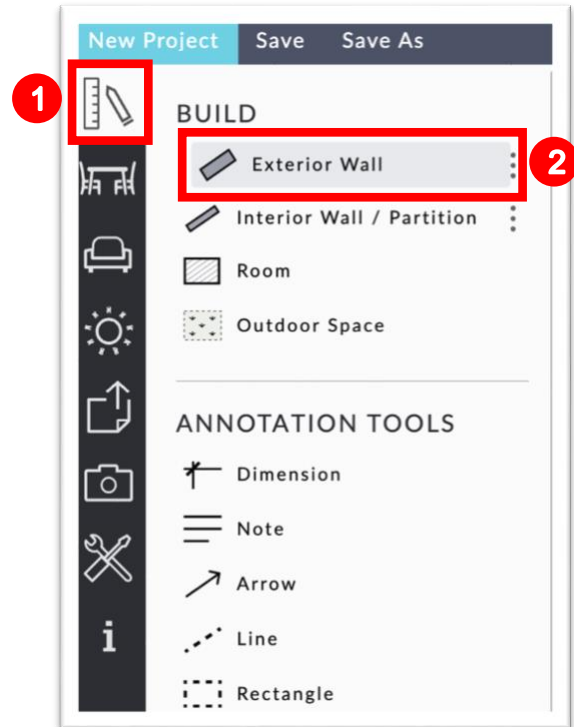 New Project Save Save As
1
BUILD
Exterior Wall
2
Interior Wall / Partition
Room
Outdoor Space
ANNOTATION TOOLS
Dimension
Note
Arrow
Line
i
Rectangle